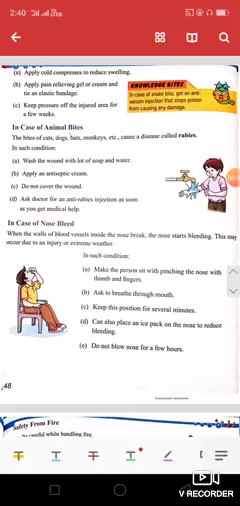 2:40
(a) Apply cold compresses to reduce swelling.
(b) Apply pain relieving gel or cream and
tie an elastic bandage.
(c) Keep pressure off the injured area for
a few weeks.
KNOWLEDGE BITES
In case of snake bite, get an anti-
venom injection that stops poison
from causing any damage.
In Case of Animal Bites
The bites of cats, dogs, bats, monkeys, etc., cause a disease called rabies.
In such condition:
(a) Wash the wound with lot of soap and water.
(b) Apply an antiseptic cream.
(c) Do not cover the wound.
(d) Ask doctor for an anti-rabies injection as soon
as you get medical help.
In Case of Nose Bleed
When the walls of blood vessels inside the nose break, the nose starts bleeding. This may
occur due to an injury or extreme weather.
In such condition:
(a) Make the person sit with pinching the nose with
thumb and fingers.
(b) Ask to breathe through mouth.
(c) Keep this position for several minutes.
(d) Can also place an ice pack on the nose to reduce
bleeding.
(e) Do not blow nose for a few hours.
48
Scanned with CamScanner
Safety From Fire
careful while handling fire.
V RECORDER